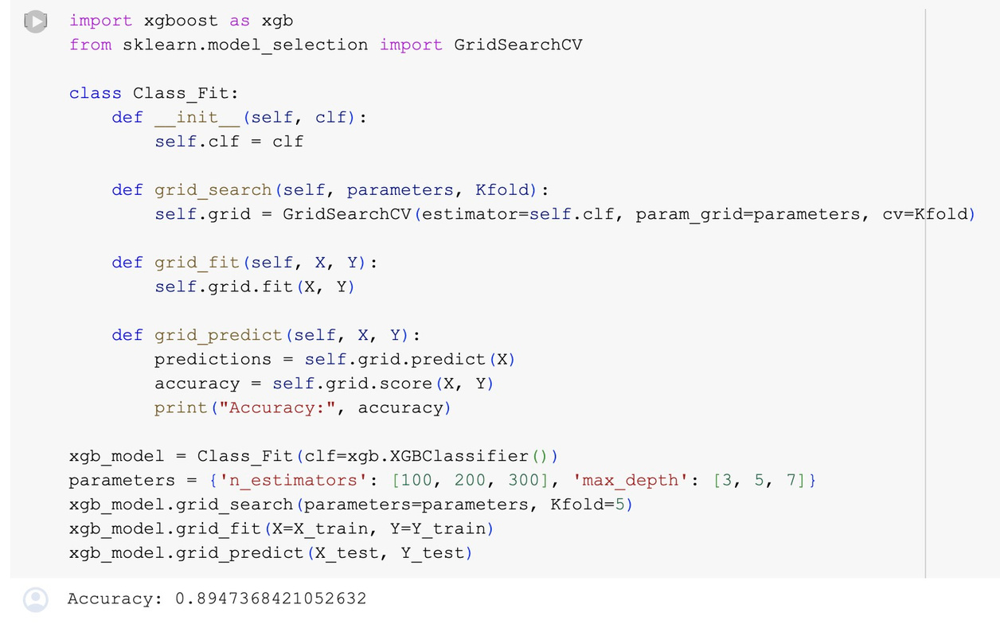 import xgboost as xgb
from sklearn.model_selection import GridSearchCV
class Class_Fit:
    def __init__(self, clf):
        self.clf = clf
    def grid_search(self, parameters, Kfold):
        self.grid = GridSearchCV(estimator=self.clf, param_grid=parameters, cv=Kfold)
    def grid_fit(self, X, Y):
        self.grid.fit(X, Y)
    def grid_predict(self, X, Y):
        predictions = self.grid.predict(X)
        accuracy = self.grid.score(X, Y)
        print("Accuracy:", accuracy)
xgb_model = Class_Fit(clf=xgb.XGBClassifier())
parameters = {'n_estimators': [100, 200, 300], 'max_depth': [3, 5, 7]}
xgb_model.grid_search(parameters=parameters, Kfold=5)
xgb_model.grid_fit(X=X_train, Y=Y_train)
xgb_model.grid_predict(X_test, Y_test)
Accuracy: 0.8947368421052632